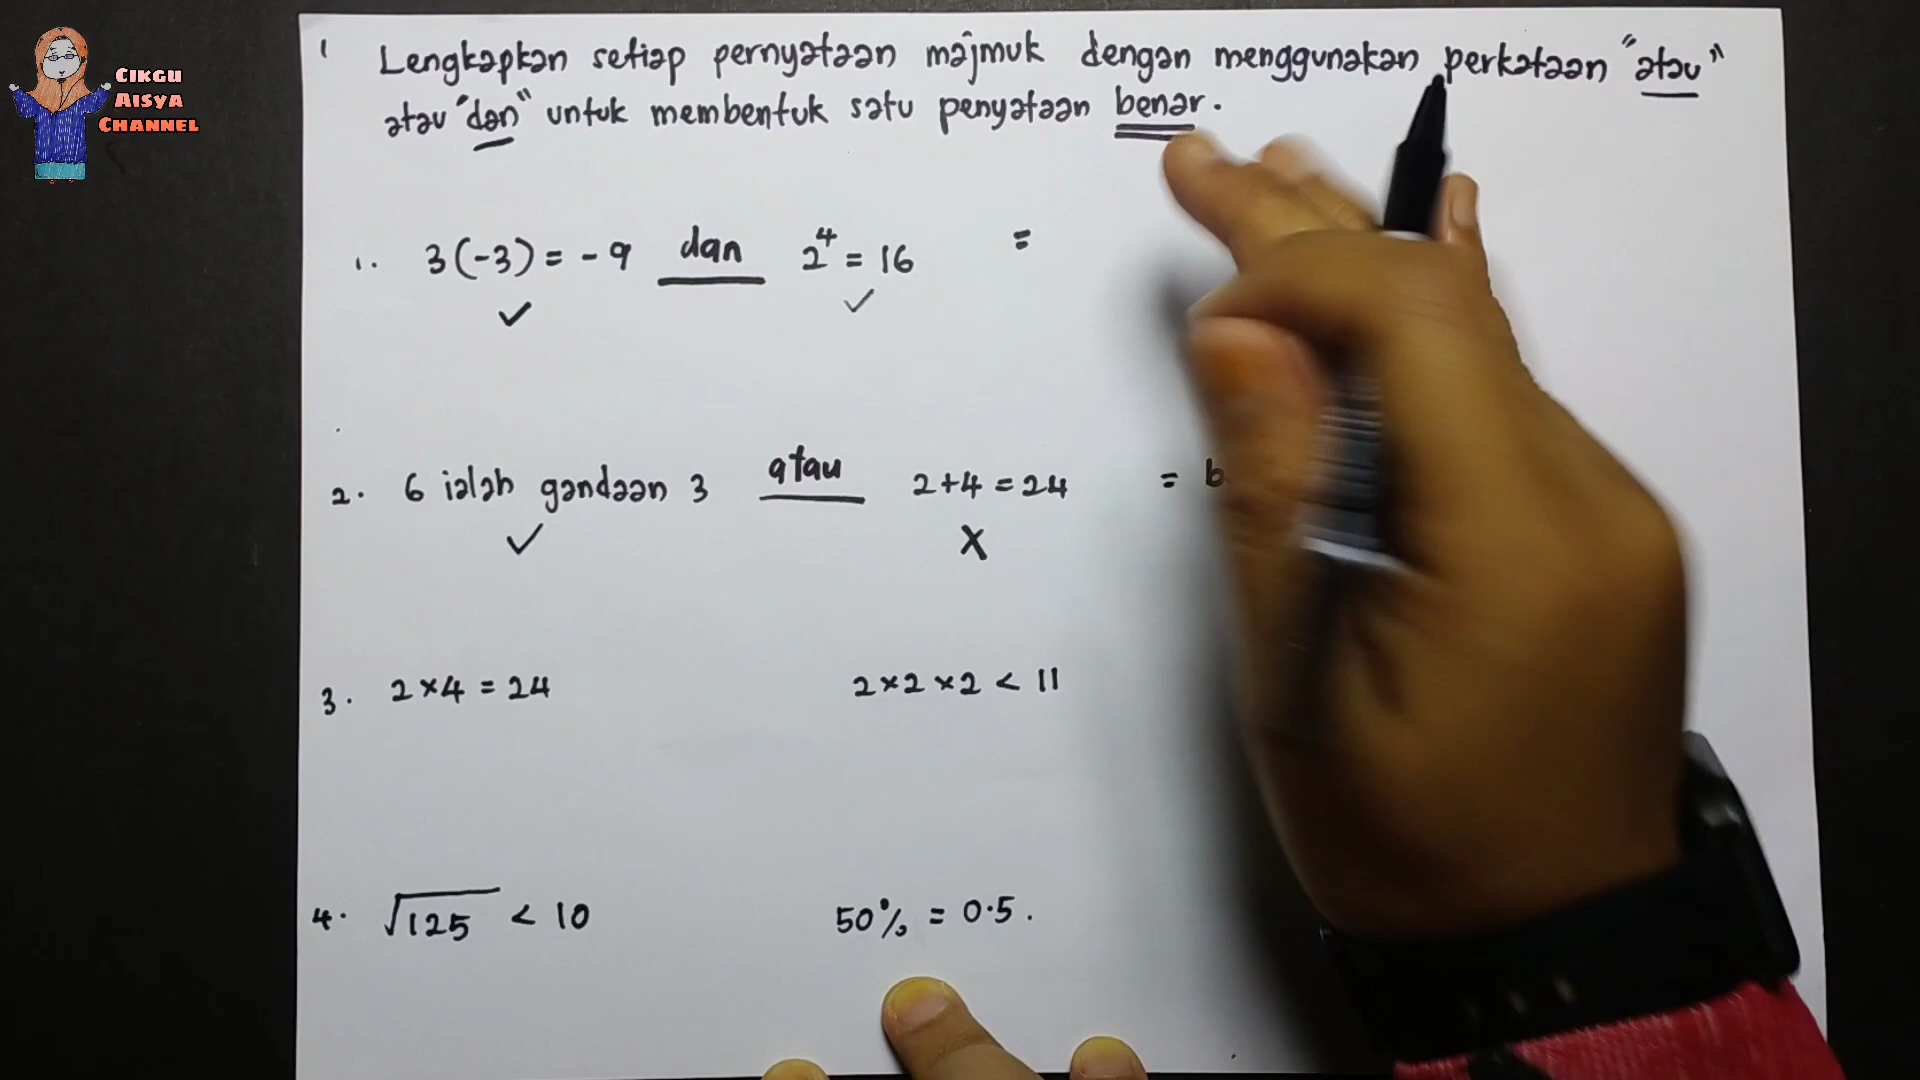 CIKGU
AISYA
CHANNEL
1 Lengkapkan setiap pernyataan majmuk dengan menggunakan perkataan "atau"
atau "dan" untuk membentuk satu penyataan benar.
1. 3(-3) = -9 dan 2⁴ = 16 =
✓ ✓
2. 6 ialah gandaan 3 atau 2+4 = 24 = b
✓ X
3. 2×4 = 24 2×2×2 < 11
4. √125 < 10 50% = 0.5.